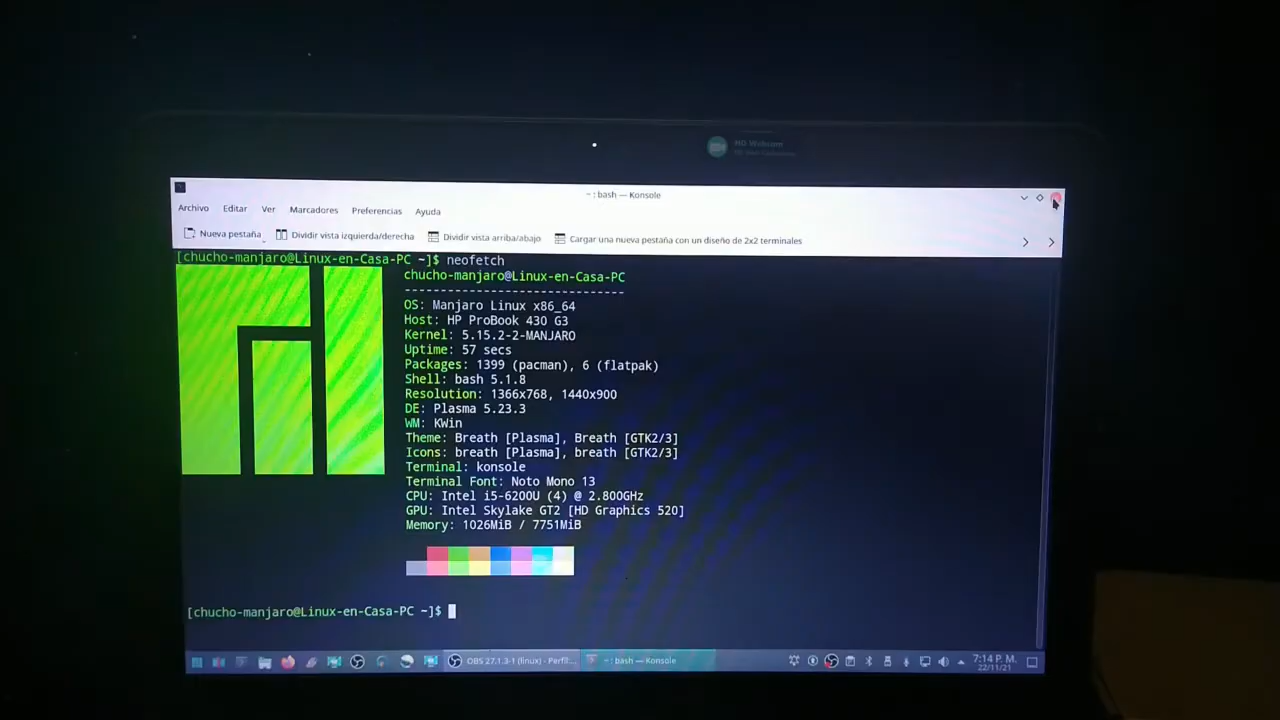 HD Webcam
~ : bash — Konsole
Archivo Editar Ver Marcadores Preferencias Ayuda
Nueva pestaña Dividir vista izquierda/derecha Dividir vista arriba/abajo Cargar una nueva pestaña con un diseño de 2x2 terminales
[chucho-manjaro@Linux-en-Casa-PC ~]$ neofetch
chucho-manjaro@Linux-en-Casa-PC
-------------------------------
OS: Manjaro Linux x86_64
Host: HP ProBook 430 G3
Kernel: 5.15.2-2-MANJARO
Uptime: 57 secs
Packages: 1399 (pacman), 6 (flatpak)
Shell: bash 5.1.8
Resolution: 1366x768, 1440x900
DE: Plasma 5.23.3
WM: KWin
Theme: Breath [Plasma], Breath [GTK2/3]
Icons: breath [Plasma], breath [GTK2/3]
Terminal: konsole
Terminal Font: Noto Mono 13
CPU: Intel i5-6200U (4) @ 2.800GHz
GPU: Intel Skylake GT2 [HD Graphics 520]
Memory: 1026MiB / 7751MiB
[chucho-manjaro@Linux-en-Casa-PC ~]$
OBS 27.1.3-1 (linux) - Perfil:... ~ : bash — Konsole 7:14 P. M.
22/11/21